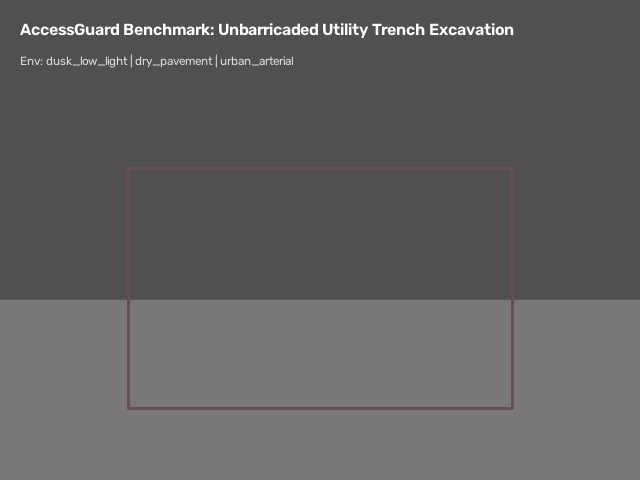 AccessGuard Benchmark: Unbarricaded Utility Trench Excavation
Env: dusk_low_light | dry_pavement | urban_arterial